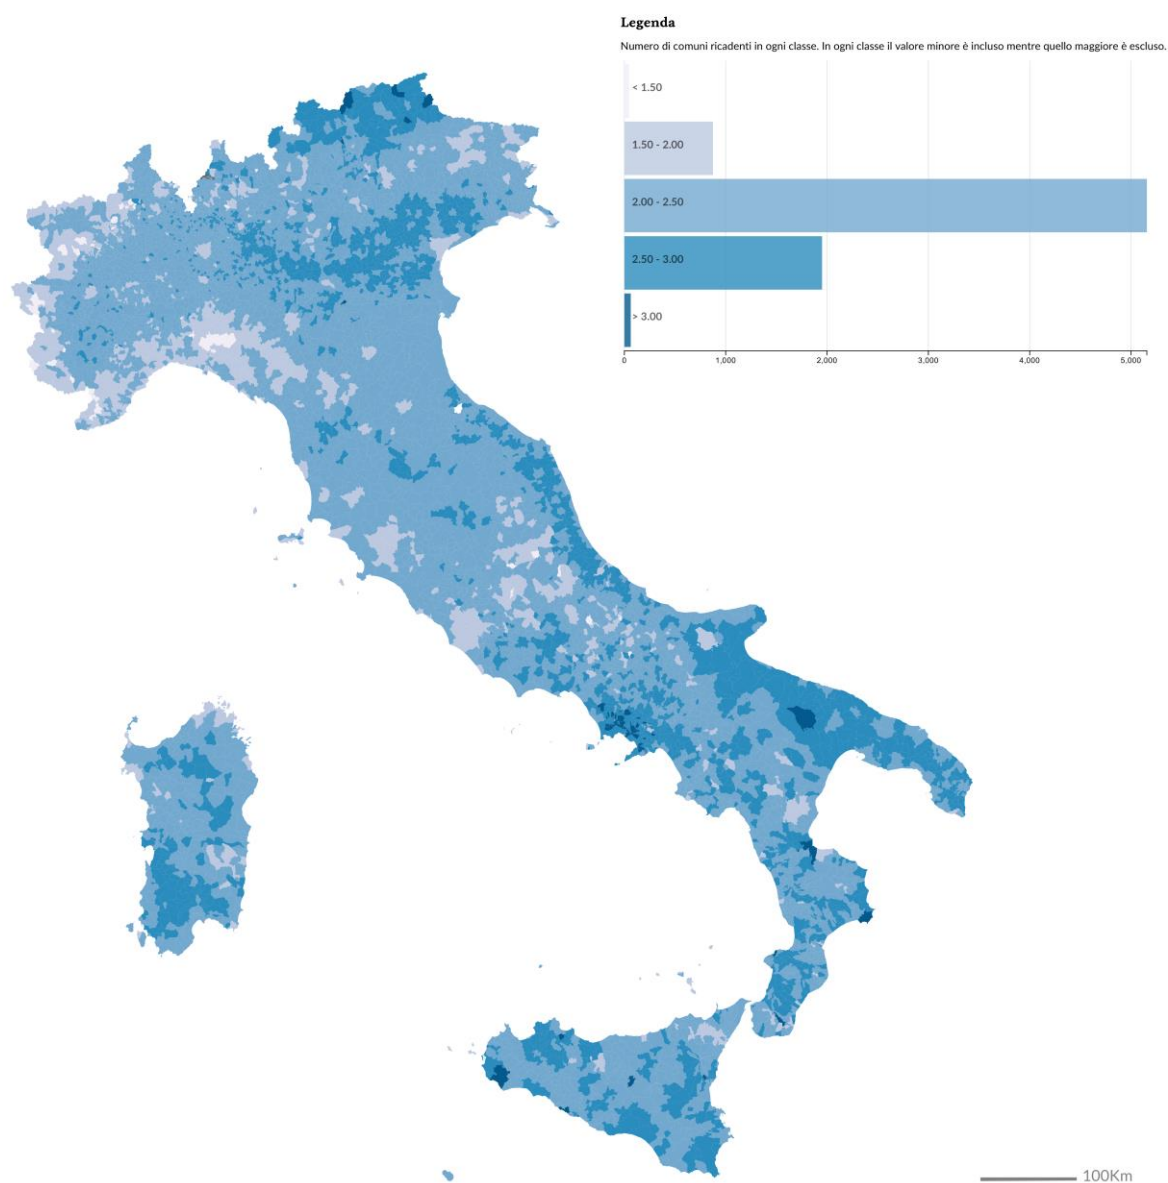 Legenda
Numero di comuni ricadenti in ogni classe. In ogni classe il valore minore è incluso mentre quello maggiore è escluso.
< 1.50
1.50 - 2.00
2.00 - 2.50
2.50 - 3.00
> 3.00
0 1,000 2,000 3,000 4,000 5,000
100Km